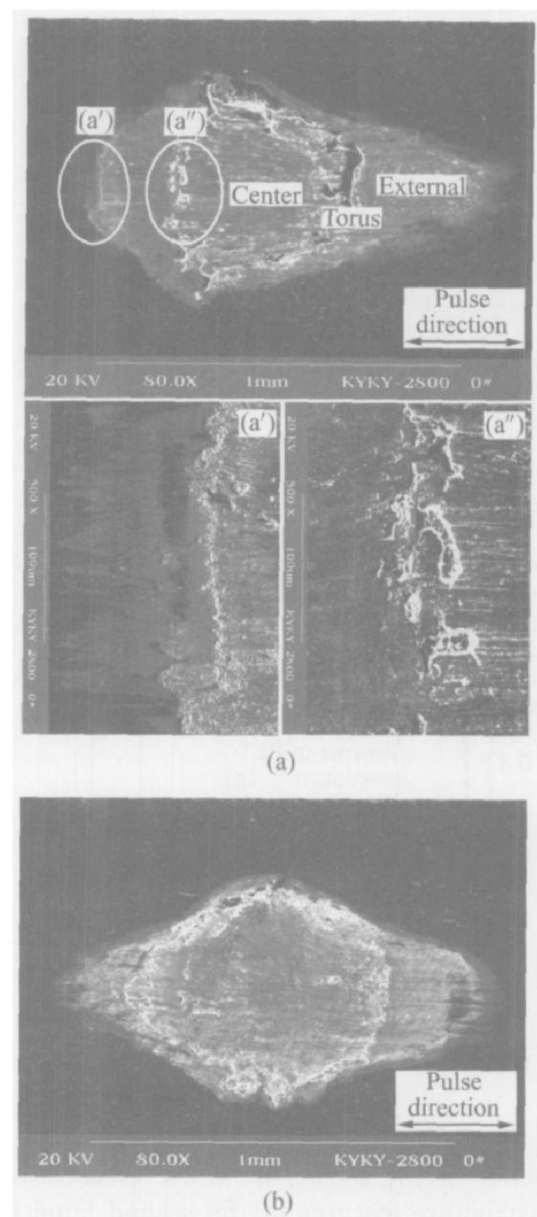 (a′)
(a″)
Center
External
Torus
Pulse
direction
20 KV 80.0X 1mm KYKY-2800 0#
(a′)
20 KV 500 X 100um KYKY 2800 0#
(a″)
20 KV 500 X 100um KYKY 2800 0#
(a)
Pulse
direction
20 KV 80.0X 1mm KYKY-2800 0#
(b)